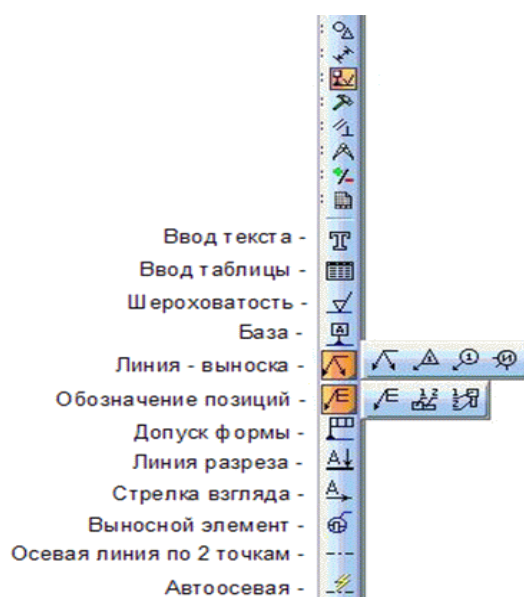 Ввод текста -
Ввод таблицы -
Шероховатость -
База -
Линия - выноска -
Обозначение позиций -
Допуск формы -
Линия разреза -
Стрелка взгляда -
Выносной элемент -
Осевая линия по 2 точкам -
Автоосевая -